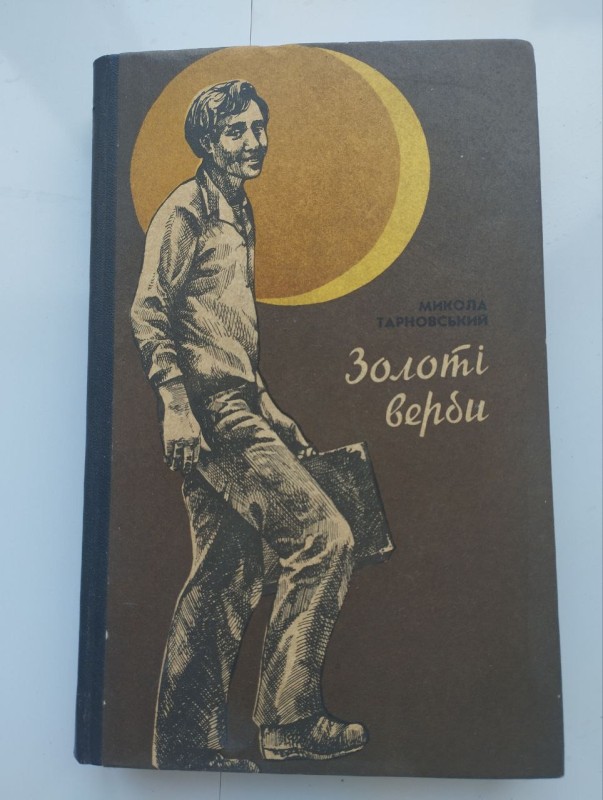 МИКОЛА
ТАРНОВСЬКИЙ
Золоті
верби